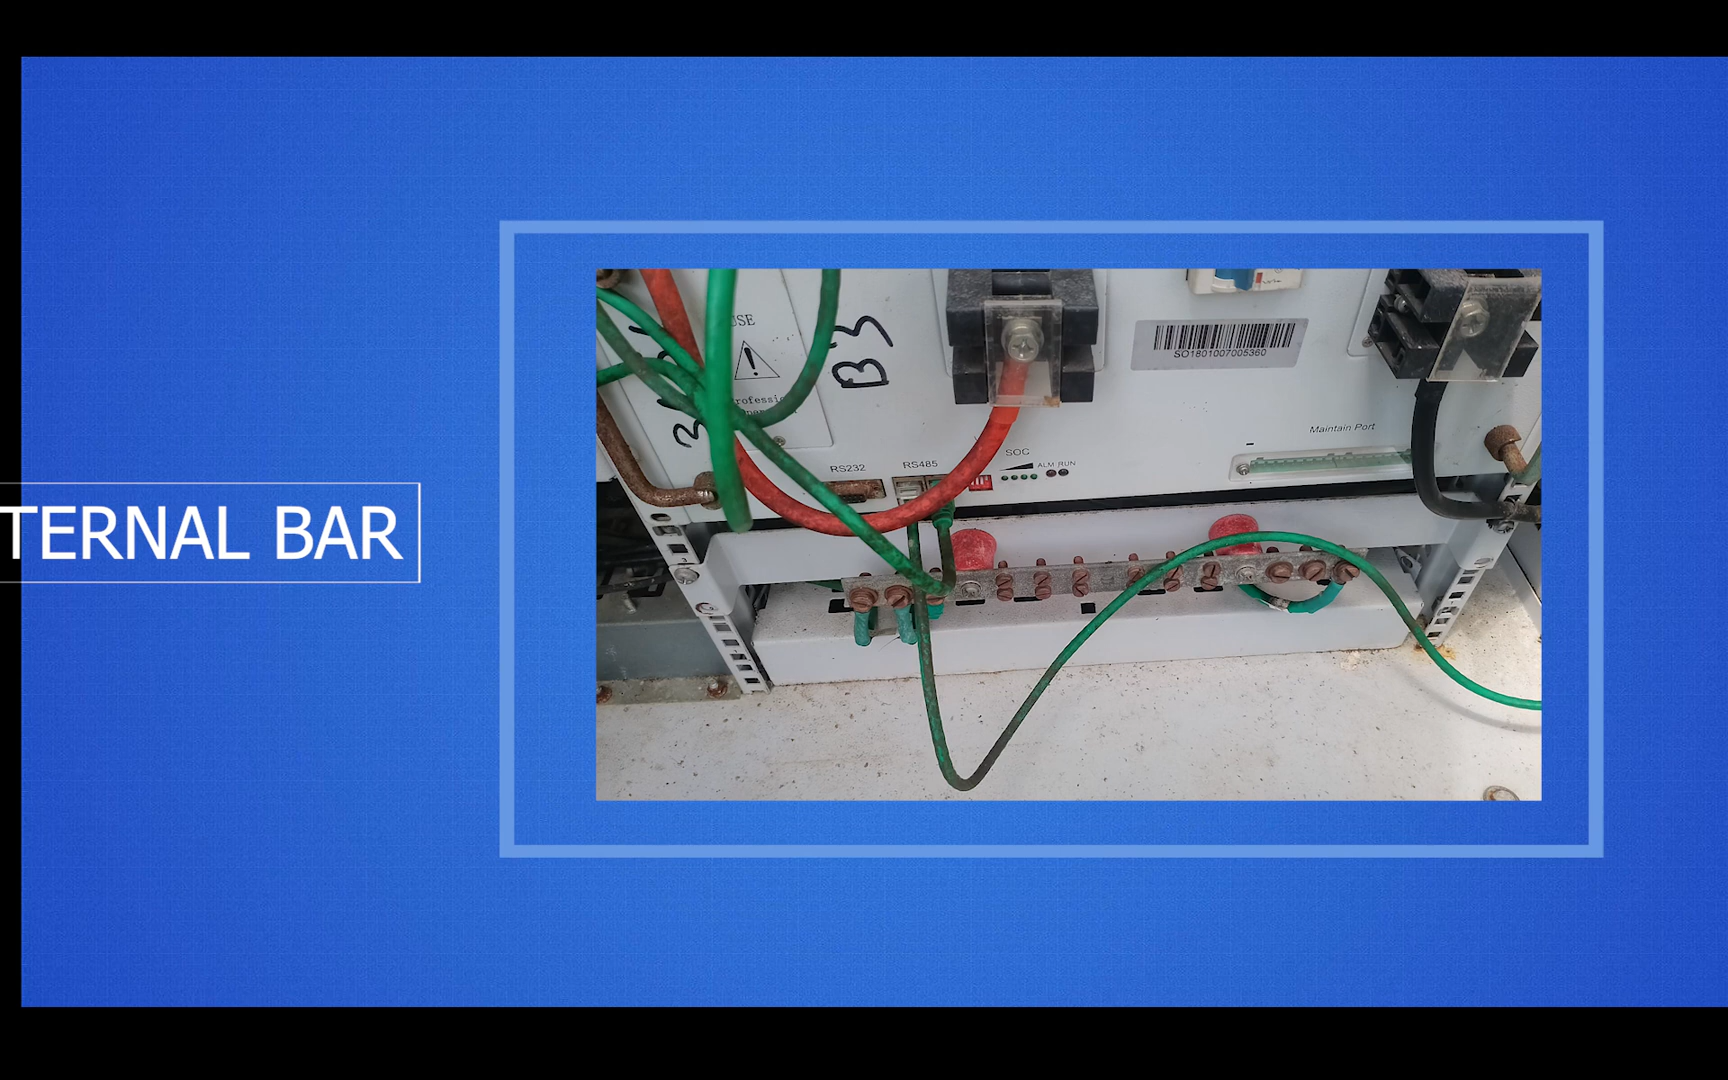 TERNAL BAR
USE
B3
SO1801007005360
Maintain Port
RS232
RS485
SOC
ALM RUN